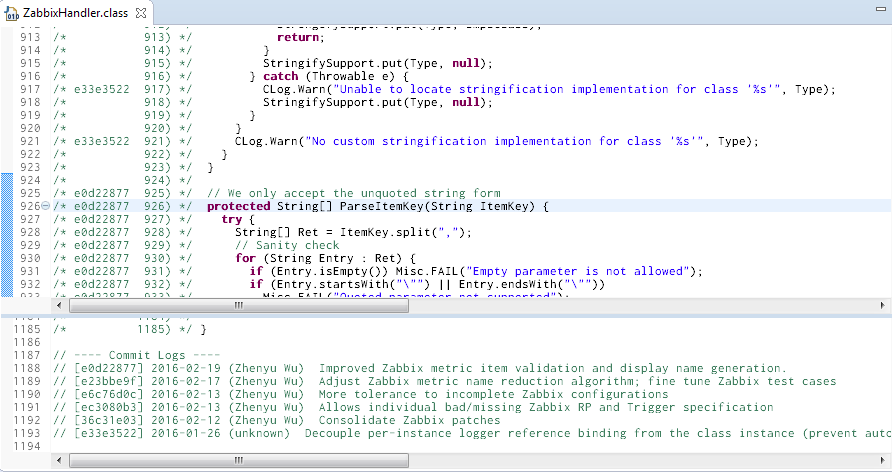 ZabbixHandler.class
913 /*          913) */          return;
914 /*          914) */        }
915 /*          915) */        StringifySupport.put(Type, null);
916 /*          916) */      } catch (Throwable e) {
917 /* e33e3522 917) */        CLog.Warn("Unable to locate stringification implementation for class '%s'", Type);
918 /*          918) */        StringifySupport.put(Type, null);
919 /*          919) */      }
920 /*          920) */    }
921 /* e33e3522 921) */    CLog.Warn("No custom stringification implementation for class '%s'", Type);
922 /*          922) */  }
923 /*          923) */ }
924 /*          924) */
925 /* e0d22877 925) */ // We only accept the unquoted string form
926 /* e0d22877 926) */ protected String[] ParseItemKey(String ItemKey) {
927 /* e0d22877 927) */   try {
928 /* e0d22877 928) */     String[] Ret = ItemKey.split(",");
929 /* e0d22877 929) */     // Sanity check
930 /* e0d22877 930) */     for (String Entry : Ret) {
931 /* e0d22877 931) */       if (Entry.isEmpty()) Misc.FAIL("Empty parameter is not allowed");
932 /* e0d22877 932) */       if (Entry.startsWith("\"") || Entry.endsWith("\""))
933 /* e0d22877 933) */         Misc.FAIL("Quoted parameter not supported");
1185 /*          1185) */ }
1186
1187 // ---- Commit Logs ----
1188 // [e0d22877] 2016-02-19 (Zhenyu Wu)  Improved Zabbix metric item validation and display name generation.
1189 // [e23bbe9f] 2016-02-17 (Zhenyu Wu)  Adjust Zabbix metric name reduction algorithm; fine tune Zabbix test cases
1190 // [e6c76d0c] 2016-02-13 (Zhenyu Wu)  More tolerance to incomplete Zabbix configurations
1191 // [ec3080b3] 2016-02-13 (Zhenyu Wu)  Allows individual bad/missing Zabbix RP and Trigger specification
1192 // [36c31e03] 2016-02-12 (Zhenyu Wu)  Consolidate Zabbix patches
1193 // [e33e3522] 2016-01-26 (unknown)  Decouple per-instance logger reference binding from the class instance (prevent auto
1194